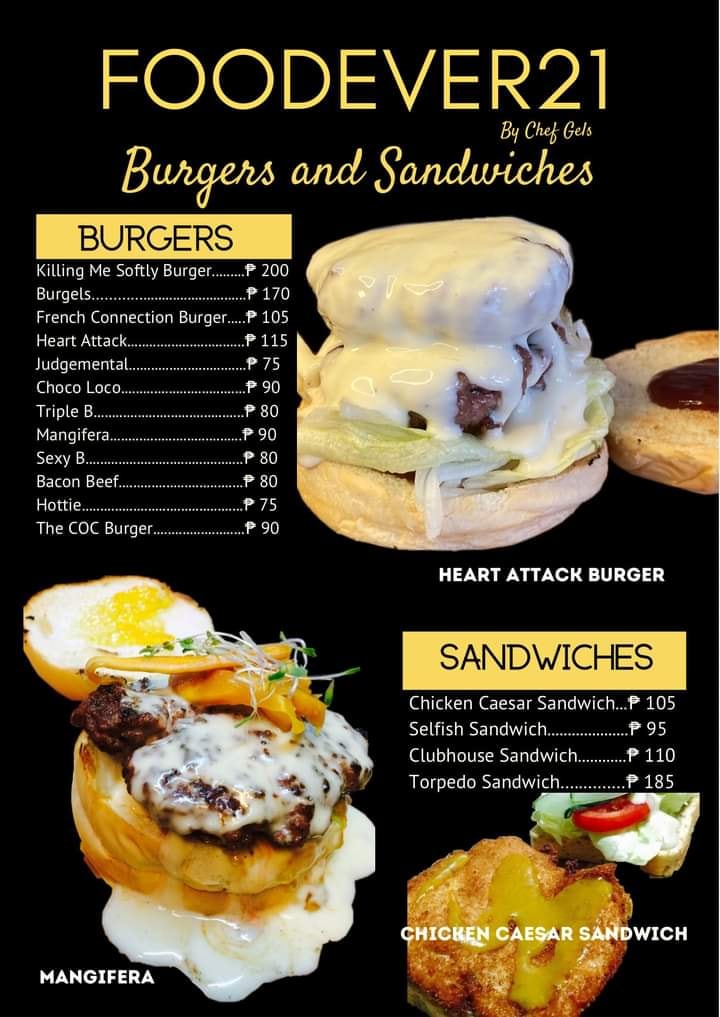 FOODEVER21
By Chef Gels
Burgers and Sandwiches
BURGERS
Killing Me Softly Burger........₱ 200
Burgels..................................₱ 170
French Connection Burger.....₱ 105
Heart Attack..............................₱ 115
Judgemental..............................₱ 75
Choco Loco................................₱ 90
Triple B.......................................₱ 80
Mangifera..................................₱ 90
Sexy B........................................₱ 80
Bacon Beef................................₱ 80
Hottie.........................................₱ 75
The COC Burger........................₱ 90
HEART ATTACK BURGER
SANDWICHES
Chicken Caesar Sandwich...₱ 105
Selfish Sandwich....................₱ 95
Clubhouse Sandwich............₱ 110
Torpedo Sandwich..............₱ 185
CHICKEN CAESAR SANDWICH
MANGIFERA